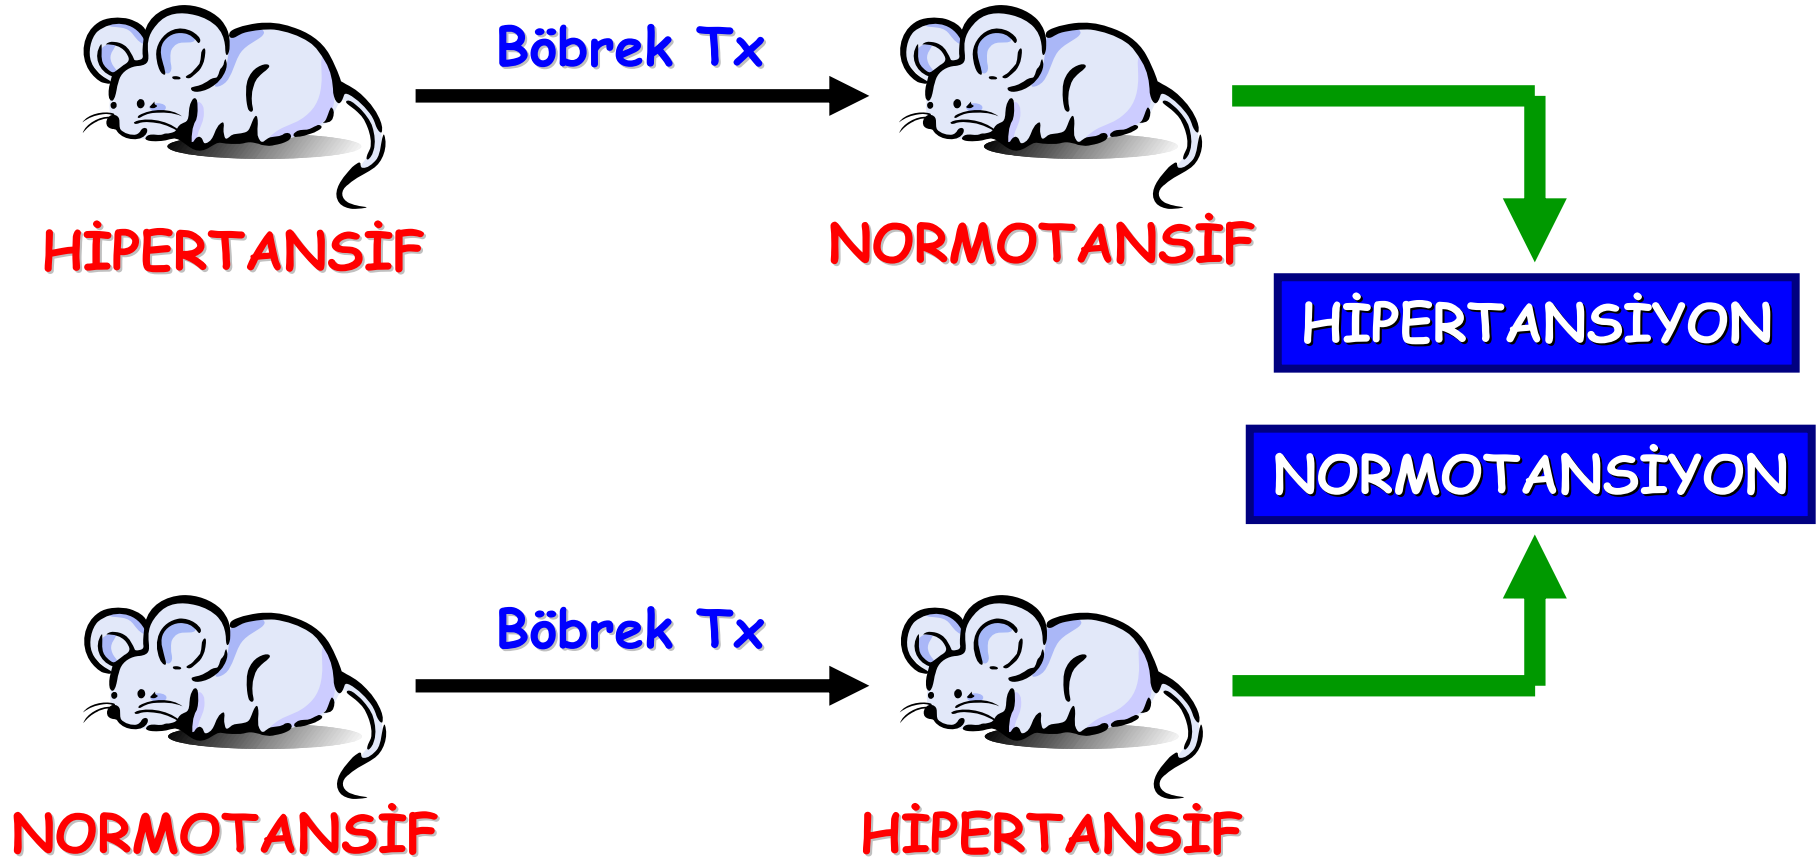 Böbrek Tx
HİPERTANSİF
NORMOTANSİF
HİPERTANSİYON
NORMOTANSİYON
Böbrek Tx
NORMOTANSİF
HİPERTANSİF